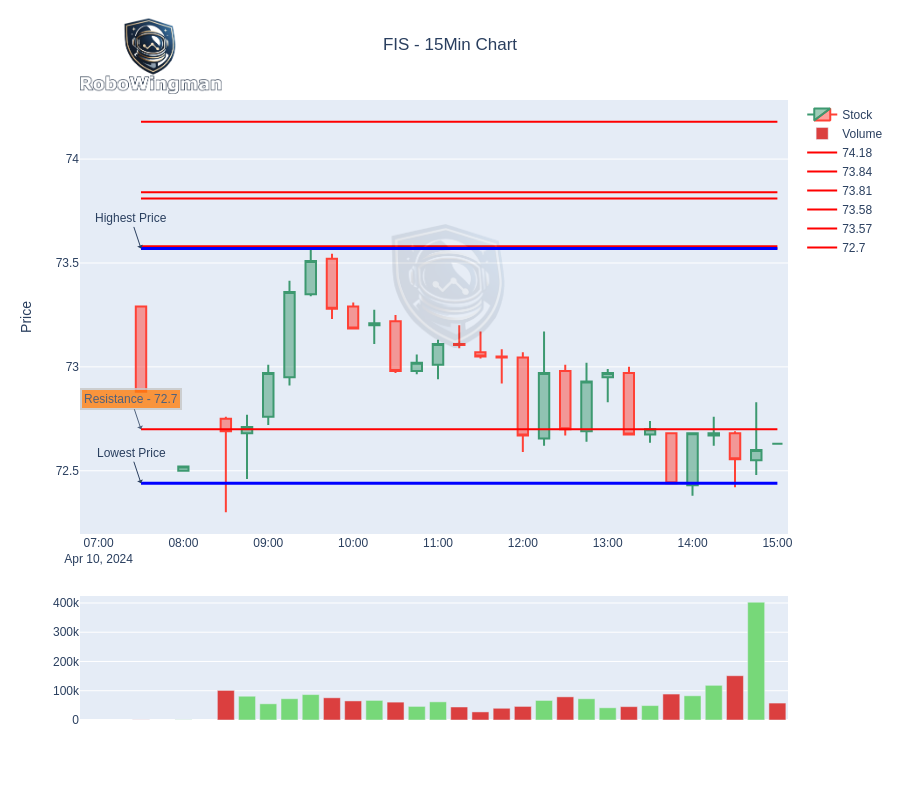 FIS - 15Min Chart
RoboWingman
Stock
Volume
74.18
73.84
73.81
73.58
73.57
72.7
Price
74
73.5
73
72.5
Highest Price
Resistance - 72.7
Lowest Price
07:00 08:00 09:00 10:00 11:00 12:00 13:00 14:00 15:00
Apr 10, 2024
400k
300k
200k
100k
0